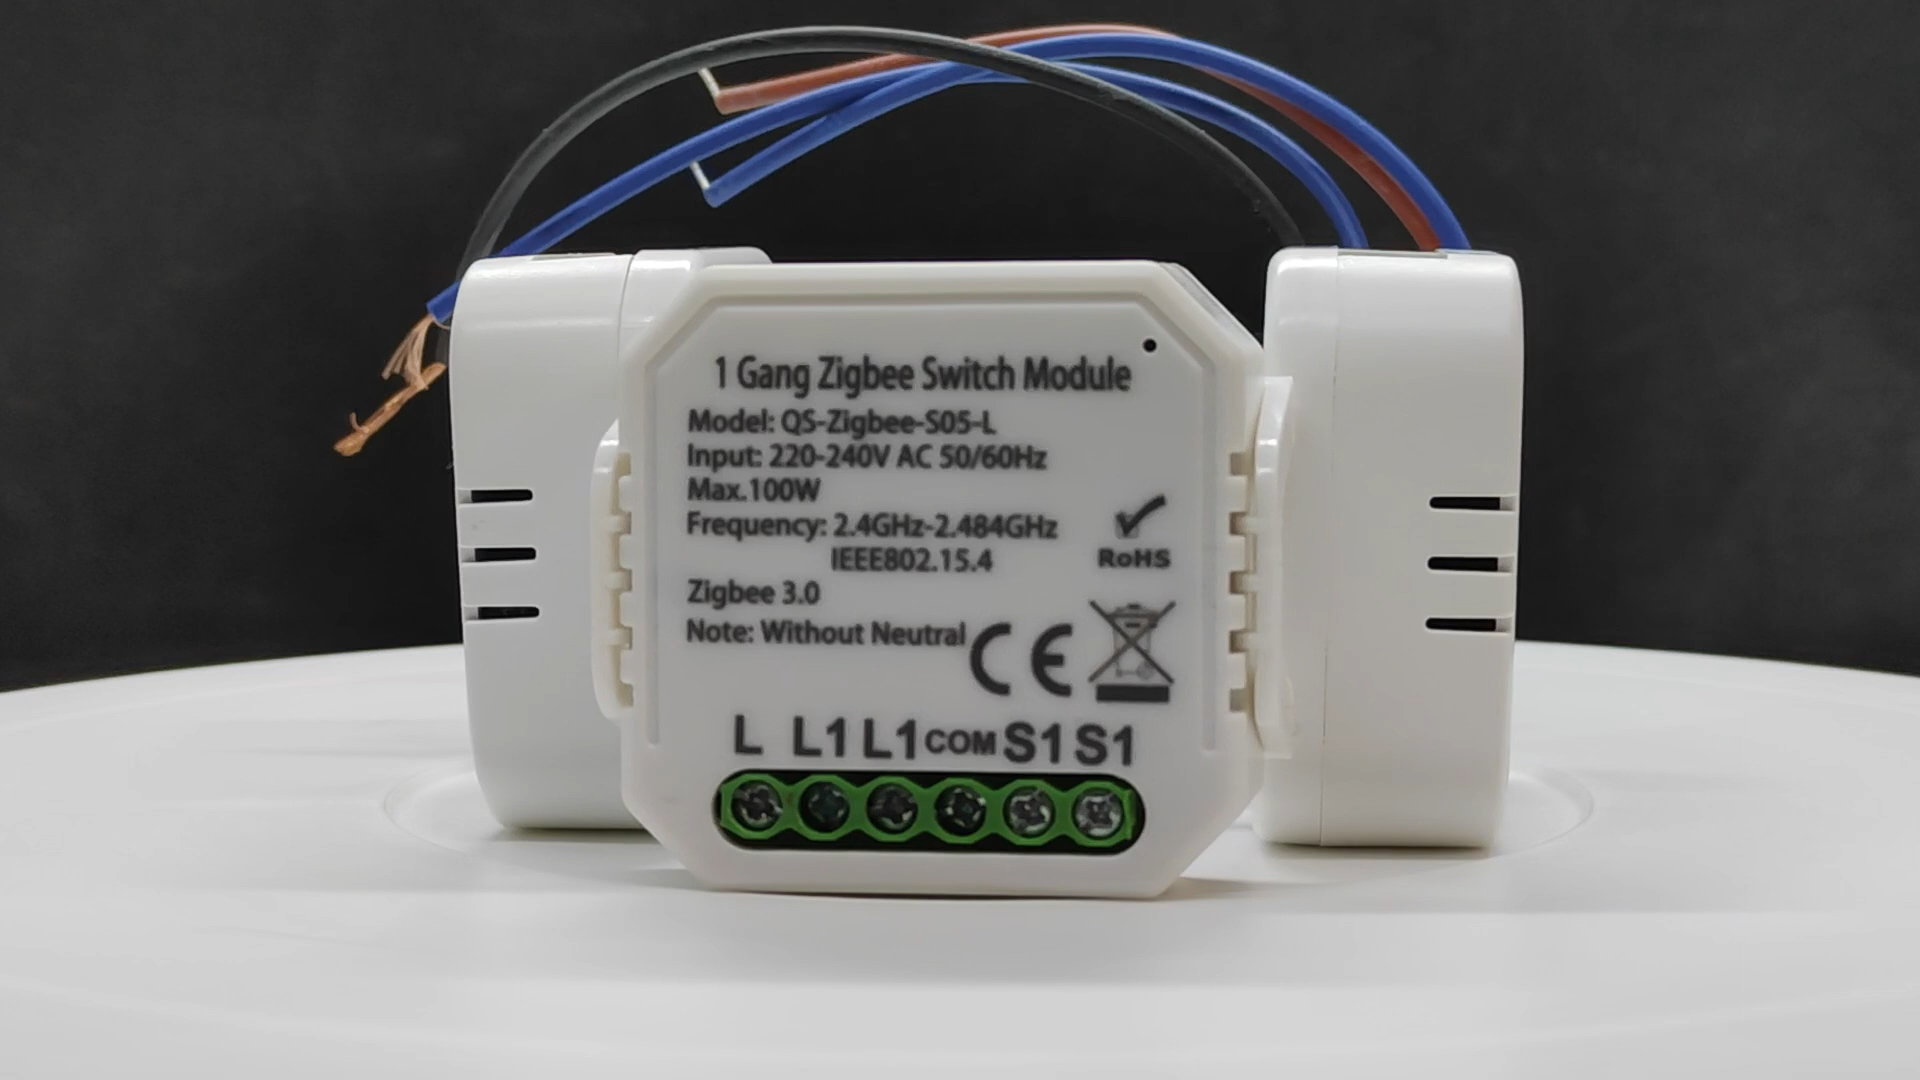 1 Gang Zigbee Switch Module
Model: QS-Zigbee-S05-L
Input: 220-240V AC 50/60Hz
Max.100W
Frequency: 2.4GHz-2.484GHz
IEEE802.15.4
RoHS
Zigbee 3.0
Note: Without Neutral
CE
L L1 L1 COM S1 S1